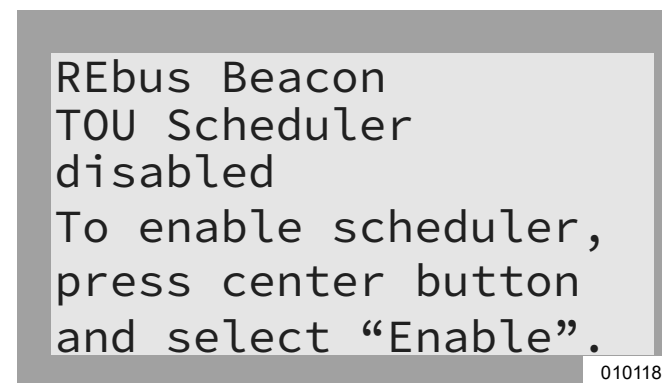 REbus Beacon
TOU Scheduler
disabled
To enable scheduler,
press center button
and select “Enable”.
010118